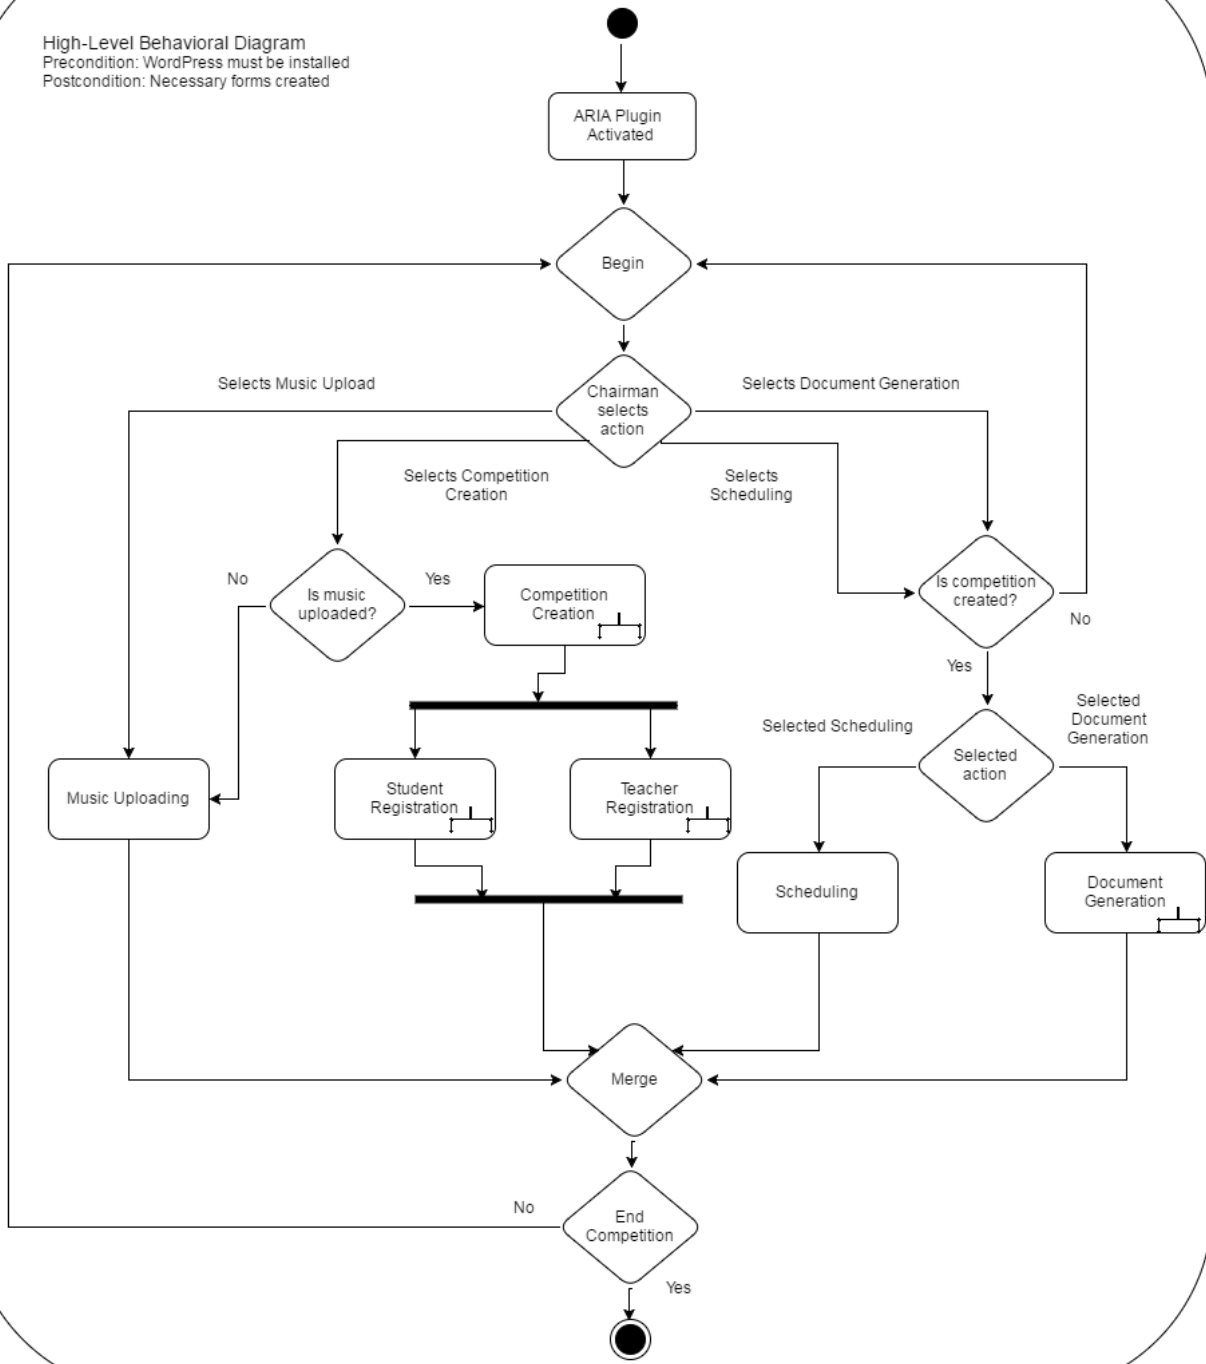 High-Level Behavioral Diagram
Precondition: WordPress must be installed
Postcondition: Necessary forms created
ARIA Plugin
Activated
Begin
Chairman
selects
action
Selects Music Upload
Selects Document Generation
Selects Competition
Creation
Selects
Scheduling
Is music
uploaded?
No
Yes
Competition
Creation
Is competition
created?
No
Yes
Selected
action
Selected Scheduling
Selected
Document
Generation
Music Uploading
Student
Registration
Teacher
Registration
Scheduling
Document
Generation
Merge
End
Competition
No
Yes